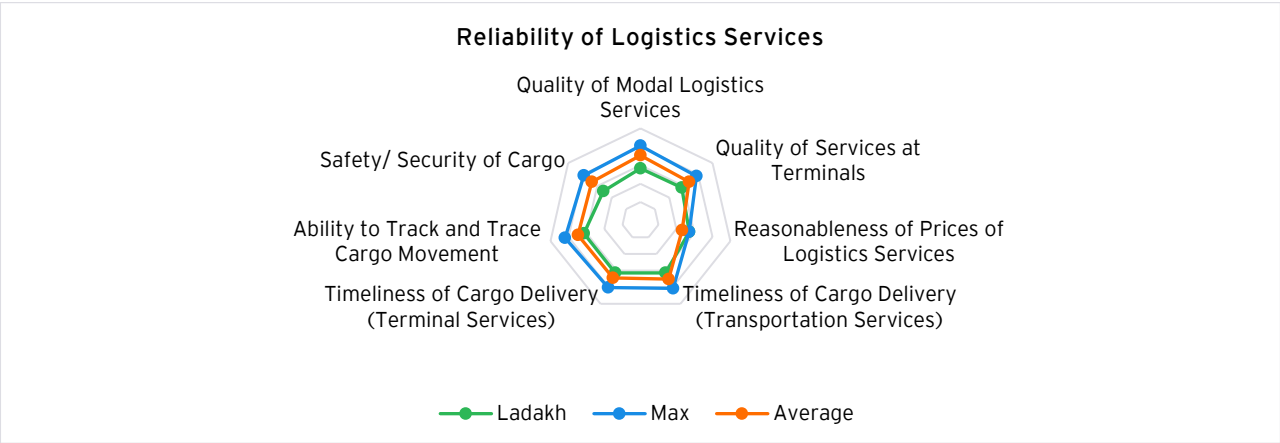 Reliability of Logistics Services
Quality of Modal Logistics
Services
Quality of Services at
Terminals
Reasonableness of Prices of
Logistics Services
Timeliness of Cargo Delivery
(Transportation Services)
Timeliness of Cargo Delivery
(Terminal Services)
Ability to Track and Trace
Cargo Movement
Safety/ Security of Cargo
Ladakh
Max
Average